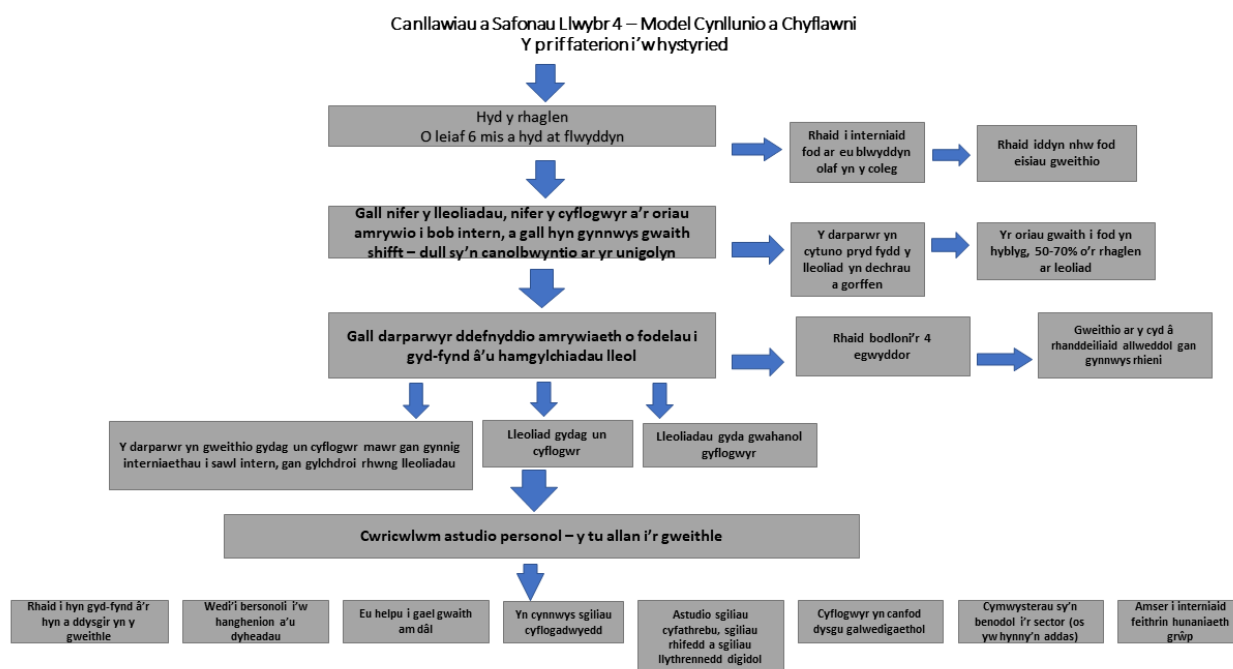 Canllawiau a Safonau Llwybr 4 – Model Cynllunio a Chyflawni
Y prif faterion i'w hystyried
Hyd y rhaglen
O leiaf 6 mis a hyd at flwyddyn
Rhaid i interniaid
fod ar eu blwyddyn
olaf yn y coleg
Rhaid iddyn nhw fod
eisiau gweithio
Gall nifer y lleoliadau, nifer y cyflogwyr a'r oriau
amrywio i bob intern, a gall hyn gynnwys gwaith
shifft – dull sy'n canolbwyntio ar yr unigolyn
Y darparwr yn
cytuno pryd fydd y
lleoliad yn dechrau
a gorffen
Yr oriau gwaith i fod yn
hyblyg, 50-70% o'r rhaglen
ar leoliad
Gall darparwyr ddefnyddio amrywiaeth o fodelau i
gyd-fynd â'u hamgylchiadau lleol
Rhaid bodloni'r 4
egwyddor
Gweithio ar y cyd â
rhanddeiliaid allweddol gan
gynnwys rhieni
Y darparwr yn gweithio gydag un cyflogwr mawr gan gynnig
interniaethau i sawl intern, gan gylchdroi rhwng lleoliadau
Lleoliad gydag un
cyflogwr
Lleoliadau gyda gwahanol
gyflogwyr
Cwricwlwm astudio personol – y tu allan i'r gweithle
Rhaid i hyn gyd-fynd â'r
hyn a ddysgir yn y
gweithle
Wedi'i bersonoli i'w
hanghenion a'u
dyheadau
Eu helpu i gael gwaith
am dâl
Yn cynnwys sgiliau
cyflogadwyedd
Astudio sgiliau
cyfathrebu, sgiliau
rhifedd a sgiliau
llythrennedd digidol
Cyflogwyr yn canfod
dysgu galwedigaethol
Cymwysterau sy'n
benodol i'r sector (os
yw hynny'n addas)
Amser i interniaid
feithrin hunaniaeth
grŵp